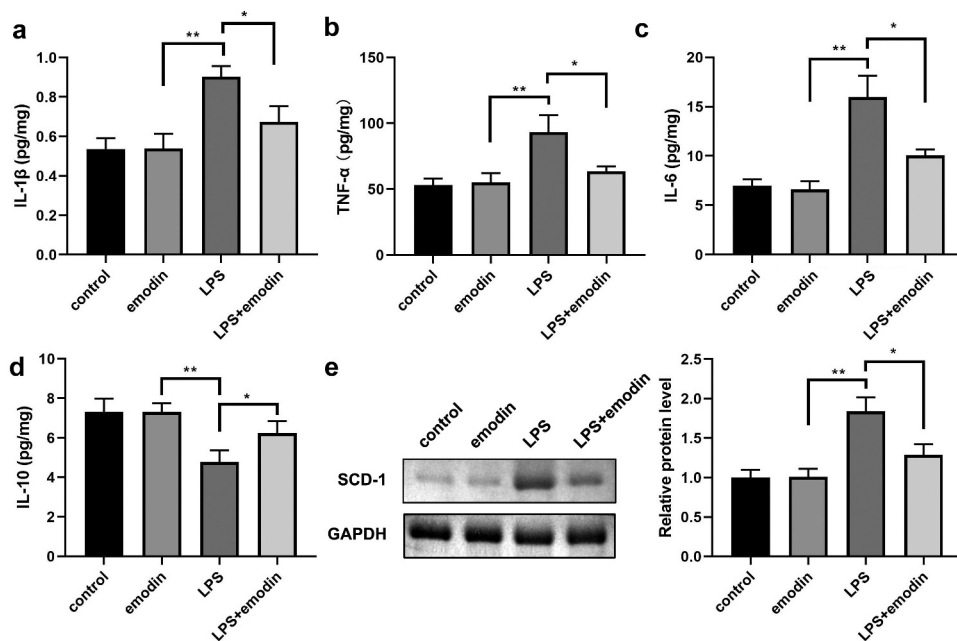 a
IL-1β (pg/mg)
1.0
0.8
0.6
0.4
0.2
0.0
**
*
control
emodin
LPS
LPS+emodin
b
TNF-α (pg/mg)
150
100
50
0
**
*
control
emodin
LPS
LPS+emodin
c
IL-6 (pg/mg)
20
15
10
5
0
**
*
control
emodin
LPS
LPS+emodin
d
IL-10 (pg/mg)
8
6
4
2
0
**
*
control
emodin
LPS
LPS+emodin
e
control
emodin
LPS
LPS+emodin
SCD-1
GAPDH
Relative protein level
2.5
2.0
1.5
1.0
0.5
0.0
**
*
control
emodin
LPS
LPS+emodin